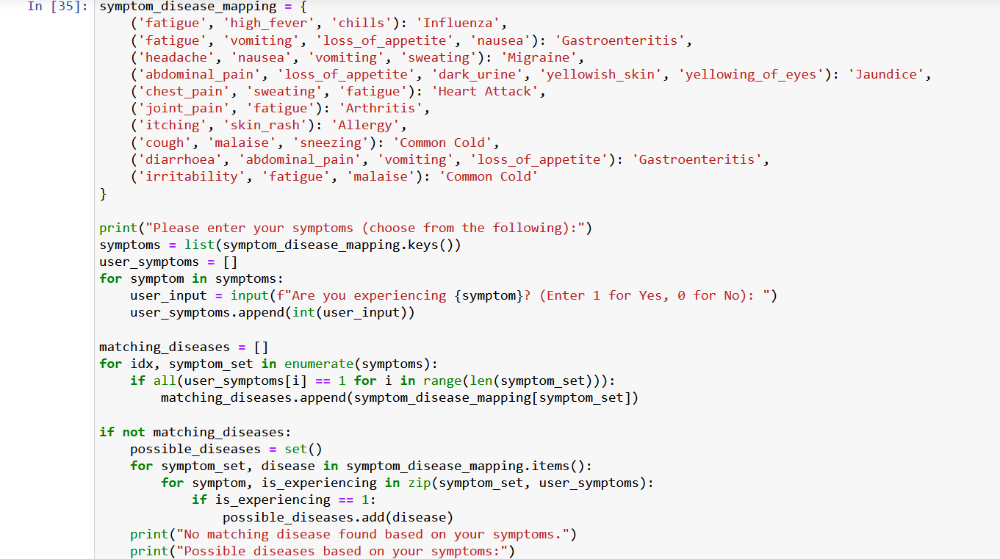 In [35]: symptom_disease_mapping = {
    ('fatigue', 'high_fever', 'chills'): 'Influenza',
    ('fatigue', 'vomiting', 'loss_of_appetite', 'nausea'): 'Gastroenteritis',
    ('headache', 'nausea', 'vomiting', 'sweating'): 'Migraine',
    ('abdominal_pain', 'loss_of_appetite', 'dark_urine', 'yellowish_skin', 'yellowing_of_eyes'): 'Jaundice',
    ('chest_pain', 'sweating', 'fatigue'): 'Heart Attack',
    ('joint_pain', 'fatigue'): 'Arthritis',
    ('itching', 'skin_rash'): 'Allergy',
    ('cough', 'malaise', 'sneezing'): 'Common Cold',
    ('diarrhoea', 'abdominal_pain', 'vomiting', 'loss_of_appetite'): 'Gastroenteritis',
    ('irritability', 'fatigue', 'malaise'): 'Common Cold'
}

print("Please enter your symptoms (choose from the following):")
symptoms = list(symptom_disease_mapping.keys())
user_symptoms = []
for symptom in symptoms:
    user_input = input(f"Are you experiencing {symptom}? (Enter 1 for Yes, 0 for No): ")
    user_symptoms.append(int(user_input))

matching_diseases = []
for idx, symptom_set in enumerate(symptoms):
    if all(user_symptoms[i] == 1 for i in range(len(symptom_set))):
        matching_diseases.append(symptom_disease_mapping[symptom_set])

if not matching_diseases:
    possible_diseases = set()
    for symptom_set, disease in symptom_disease_mapping.items():
        for symptom, is_experiencing in zip(symptom_set, user_symptoms):
            if is_experiencing == 1:
                possible_diseases.add(disease)
    print("No matching disease found based on your symptoms.")
    print("Possible diseases based on your symptoms:")